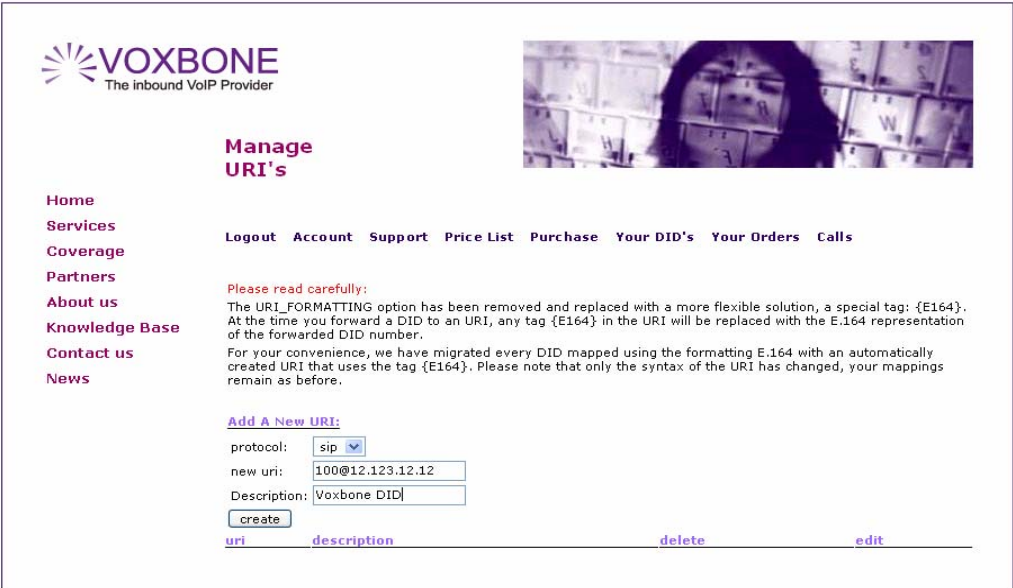 VOXBONE
The inbound VoIP Provider
Manage
URI's
Home
Services
Coverage
Partners
About us
Knowledge Base
Contact us
News
Logout Account Support Price List Purchase Your DID's Your Orders Calls
Please read carefully:
The URI_FORMATTING option has been removed and replaced with a more flexible solution, a special tag: {E164}.
At the time you forward a DID to an URI, any tag {E164} in the URI will be replaced with the E.164 representation
of the forwarded DID number.
For your convenience, we have migrated every DID mapped using the formatting E.164 with an automatically
created URI that uses the tag {E164}. Please note that only the syntax of the URI has changed, your mappings
remain as before.
Add A New URI:
protocol: sip
new uri: 100@12.123.12.12
Description: Voxbone DID
create
uri description delete edit